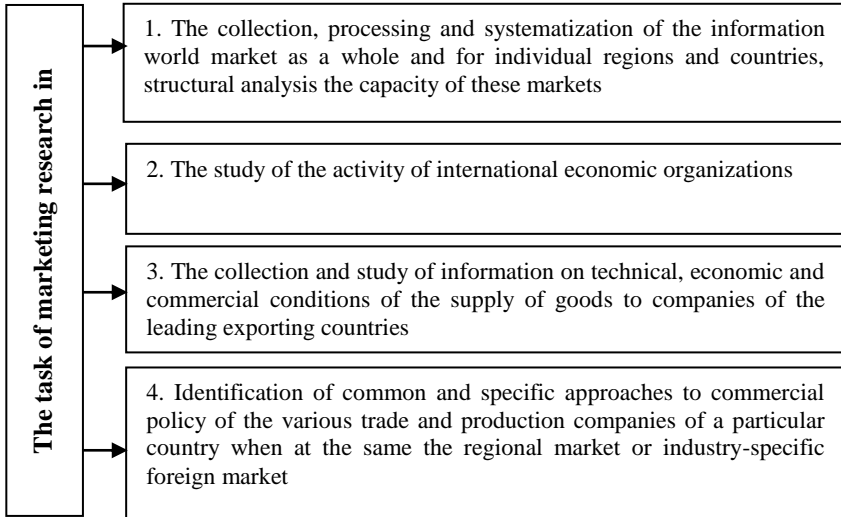 The task of marketing research in
1. The collection, processing and systematization of the information
world market as a whole and for individual regions and countries,
structural analysis the capacity of these markets
2. The study of the activity of international economic organizations
3. The collection and study of information on technical, economic and
commercial conditions of the supply of goods to companies of the
leading exporting countries
4. Identification of common and specific approaches to commercial
policy of the various trade and production companies of a particular
country when at the same the regional market or industry-specific
foreign market